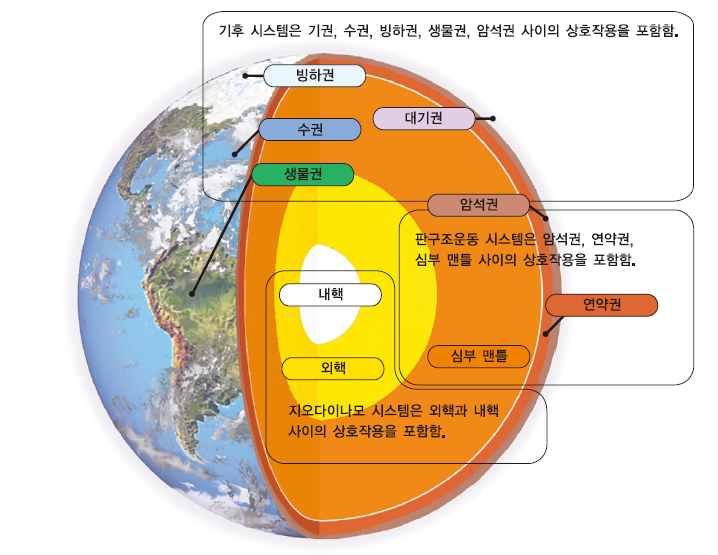 기후 시스템은 기권, 수권, 빙하권, 생물권, 암석권 사이의 상호작용을 포함함.
빙하권
대기권
수권
생물권
암석권
판구조운동 시스템은 암석권, 연약권,
심부 맨틀 사이의 상호작용을 포함함.
내핵
연약권
심부 맨틀
외핵
지오다이나모 시스템은 외핵과 내핵
사이의 상호작용을 포함함.